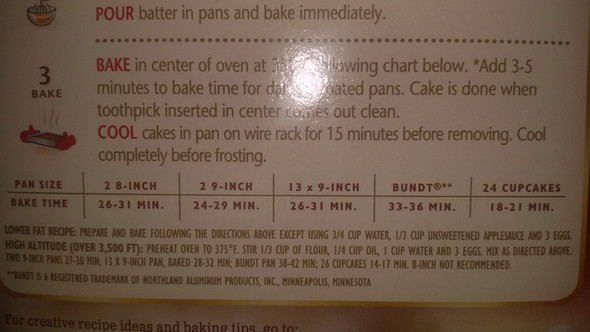 POUR batter in pans and bake immediately.
3
BAKE
BAKE in center of oven at following chart below. *Add 3-5
minutes to bake time for coated pans. Cake is done when
toothpick inserted in center comes out clean.
COOL cakes in pan on wire rack for 15 minutes before removing. Cool
completely before frosting.
PAN SIZE 2 8-INCH 2 9-INCH 13 x 9-INCH BUNDT®** 24 CUPCAKES
BAKE TIME 26-31 MIN. 24-29 MIN. 26-31 MIN. 33-36 MIN. 18-21 MIN.
LOWER FAT RECIPE: PREPARE AND BAKE FOLLOWING THE DIRECTIONS ABOVE EXCEPT USING 3/4 CUP WATER, 1/3 CUP UNSWEETENED APPLESAUCE AND 3 EGGS.
HIGH ALTITUDE (OVER 3,500 FT): PREHEAT OVEN TO 375°F. STIR 1/3 CUP OF FLOUR, 1/4 CUP OIL, 1 CUP WATER AND 3 EGGS. MIX AS DIRECTED ABOVE.
TWO 9-INCH PANS 27-30 MIN; 13 X 9-INCH PAN, BAKED 28-32 MIN; BUNDT PAN 38-42 MIN; 26 CUPCAKES 14-17 MIN. 8-INCH NOT RECOMMENDED.
**BUNDT IS A REGISTERED TRADEMARK OF NORTHLAND ALUMINUM PRODUCTS, INC., MINNEAPOLIS, MINNESOTA
For creative recipe ideas and baking tips, go to: